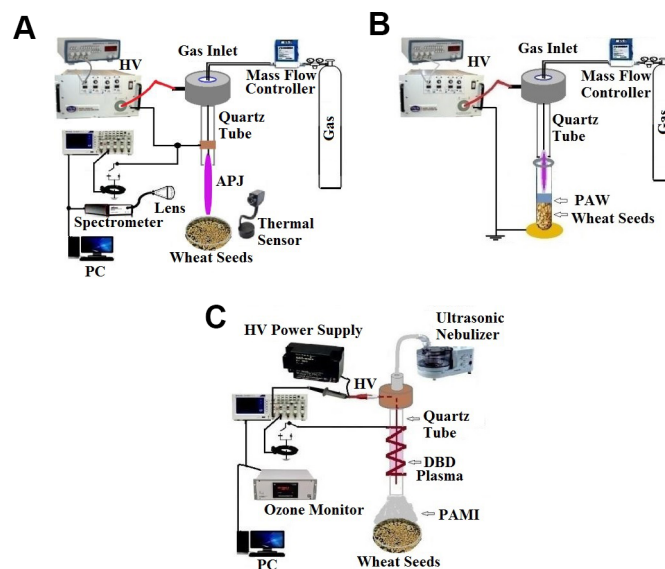 A
HV
Gas Inlet
Mass Flow
Controller
Quartz
Tube
Gas
APJ
Lens
Spectrometer
Thermal
Sensor
PC
Wheat Seeds
B
HV
Gas Inlet
Mass Flow
Controller
Quartz
Tube
Gas
PAW
Wheat Seeds
C
Ultrasonic
Nebulizer
HV Power Supply
HV
Quartz
Tube
DBD
Plasma
Ozone Monitor
PAMI
PC
Wheat Seeds